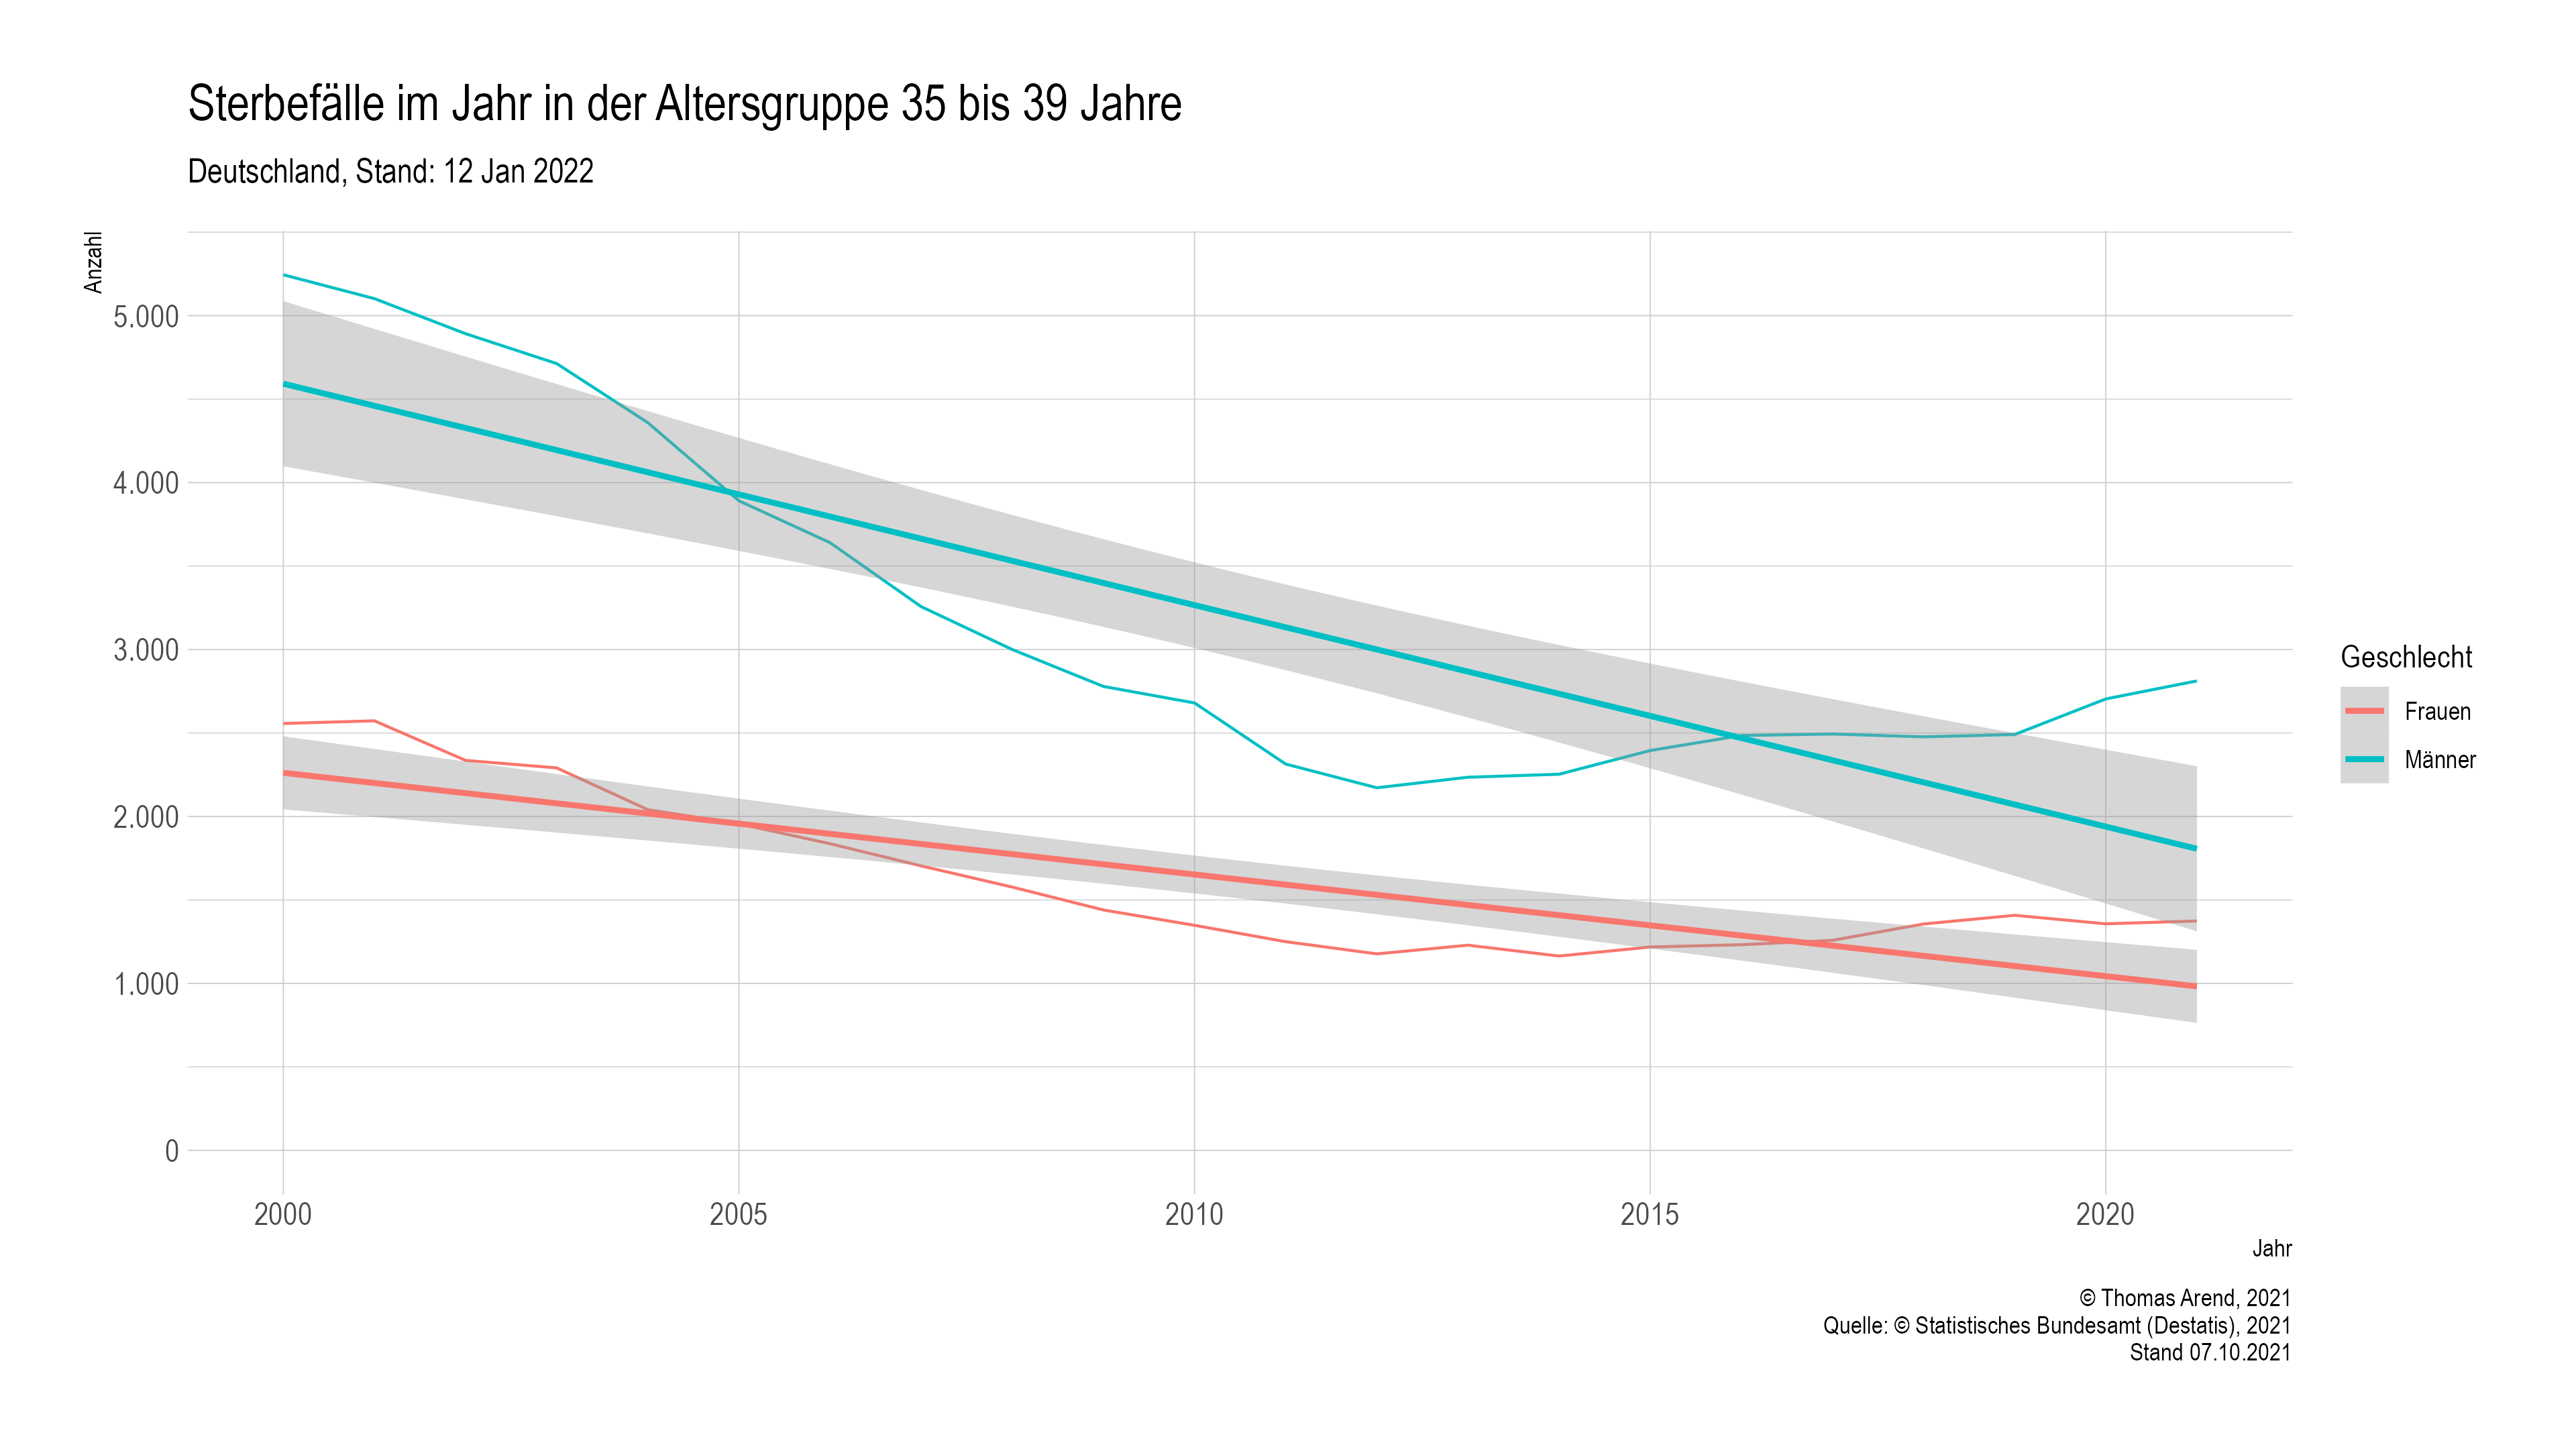 Sterbefälle im Jahr in der Altersgruppe 35 bis 39 Jahre
Deutschland, Stand: 12 Jan 2022
Anzahl
5.000
4.000
3.000
2.000
1.000
0
2000 2005 2010 2015 2020
Jahr
Geschlecht
Frauen
Männer
© Thomas Arend, 2021
Quelle: © Statistisches Bundesamt (Destatis), 2021
Stand 07.10.2021